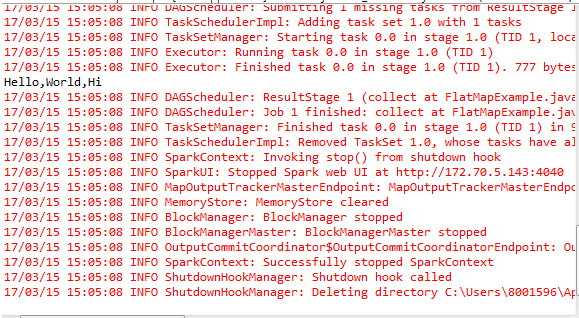 17/03/15 15:05:08 INFO DAGScheduler: Submitting 1 missing tasks from ResultStage
17/03/15 15:05:08 INFO TaskSchedulerImpl: Adding task set 1.0 with 1 tasks
17/03/15 15:05:08 INFO TaskSetManager: Starting task 0.0 in stage 1.0 (TID 1, loca
17/03/15 15:05:08 INFO Executor: Running task 0.0 in stage 1.0 (TID 1)
17/03/15 15:05:08 INFO Executor: Finished task 0.0 in stage 1.0 (TID 1). 777 bytes
Hello,World,Hi
17/03/15 15:05:08 INFO DAGScheduler: ResultStage 1 (collect at FlatMapExample.java
17/03/15 15:05:08 INFO DAGScheduler: Job 1 finished: collect at FlatMapExample.jav
17/03/15 15:05:08 INFO TaskSetManager: Finished task 0.0 in stage 1.0 (TID 1) in 9
17/03/15 15:05:08 INFO TaskSchedulerImpl: Removed TaskSet 1.0, whose tasks have al
17/03/15 15:05:08 INFO SparkContext: Invoking stop() from shutdown hook
17/03/15 15:05:08 INFO SparkUI: Stopped Spark web UI at http://172.70.5.143:4040
17/03/15 15:05:08 INFO MapOutputTrackerMasterEndpoint: MapOutputTrackerMasterEndpo
17/03/15 15:05:08 INFO MemoryStore: MemoryStore cleared
17/03/15 15:05:08 INFO BlockManager: BlockManager stopped
17/03/15 15:05:08 INFO BlockManagerMaster: BlockManagerMaster stopped
17/03/15 15:05:08 INFO OutputCommitCoordinator$OutputCommitCoordinatorEndpoint: Ou
17/03/15 15:05:08 INFO SparkContext: Successfully stopped SparkContext
17/03/15 15:05:08 INFO ShutdownHookManager: Shutdown hook called
17/03/15 15:05:08 INFO ShutdownHookManager: Deleting directory C:\Users\8001596\Ap